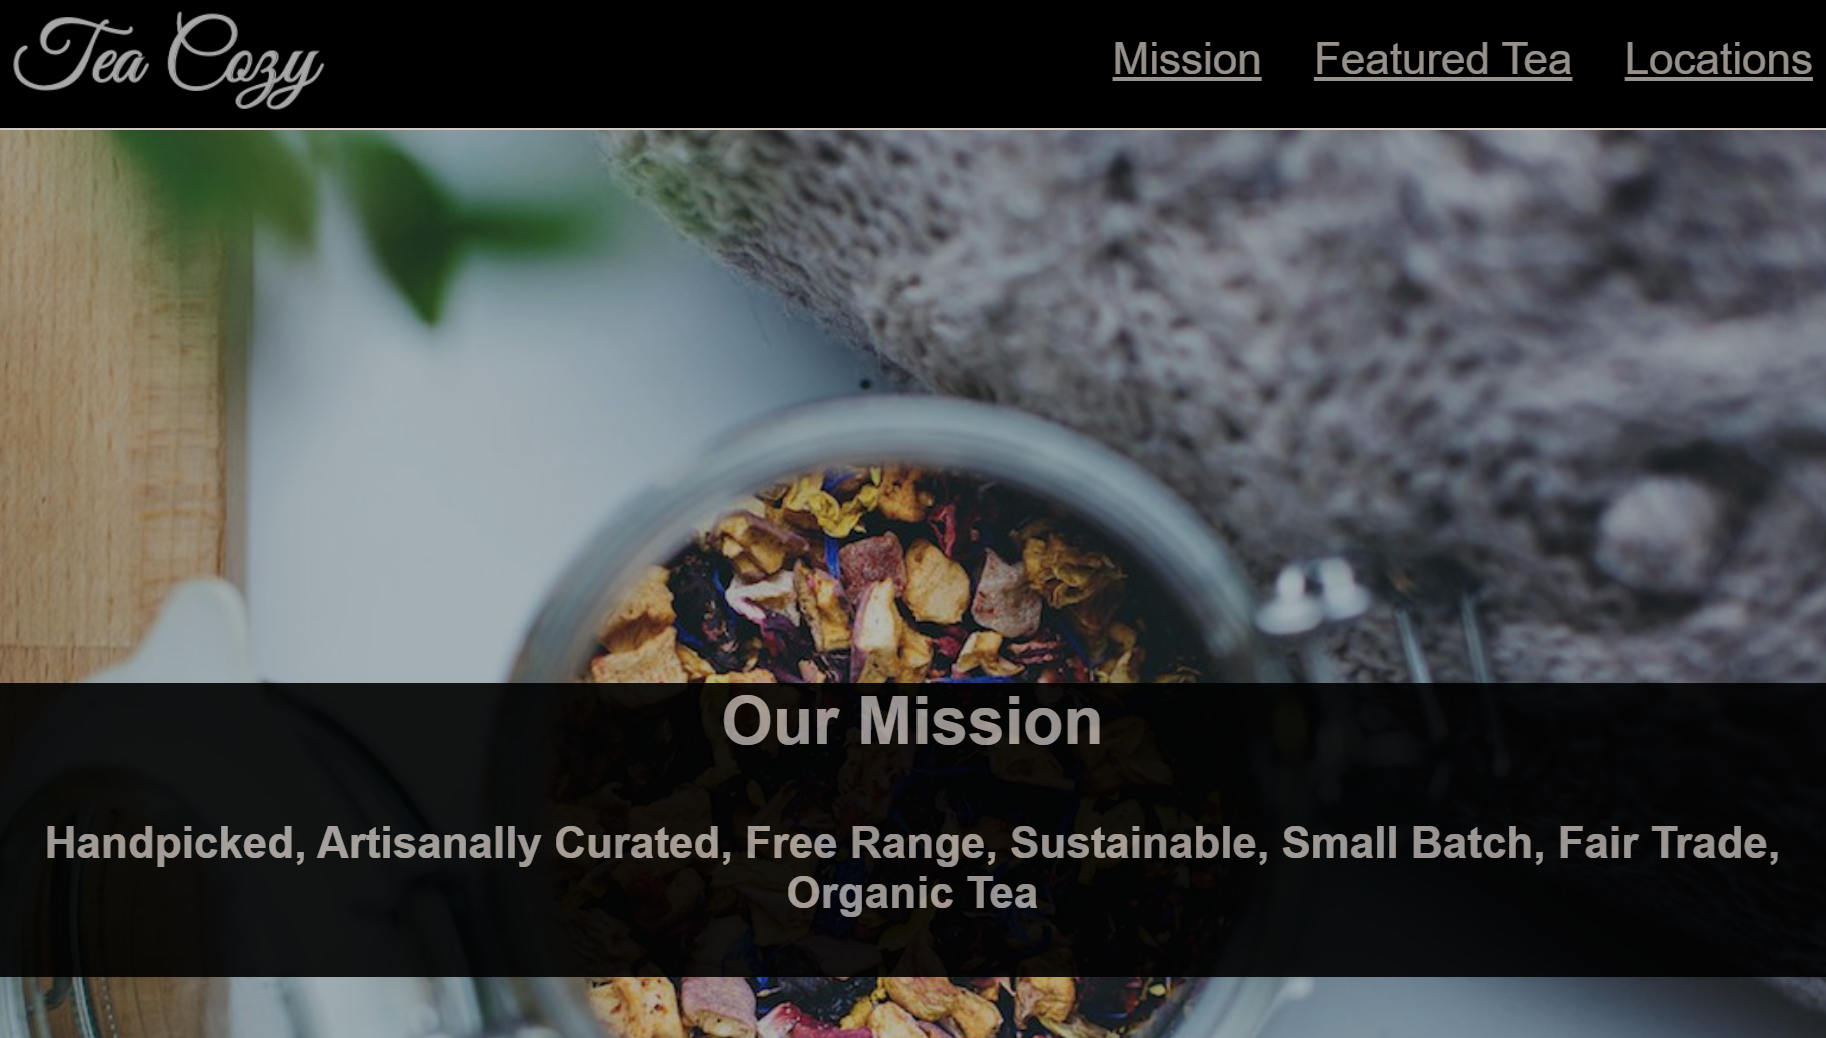 Tea Cozy
Mission
Featured Tea
Locations
Our Mission
Handpicked, Artisanally Curated, Free Range, Sustainable, Small Batch, Fair Trade,
Organic Tea